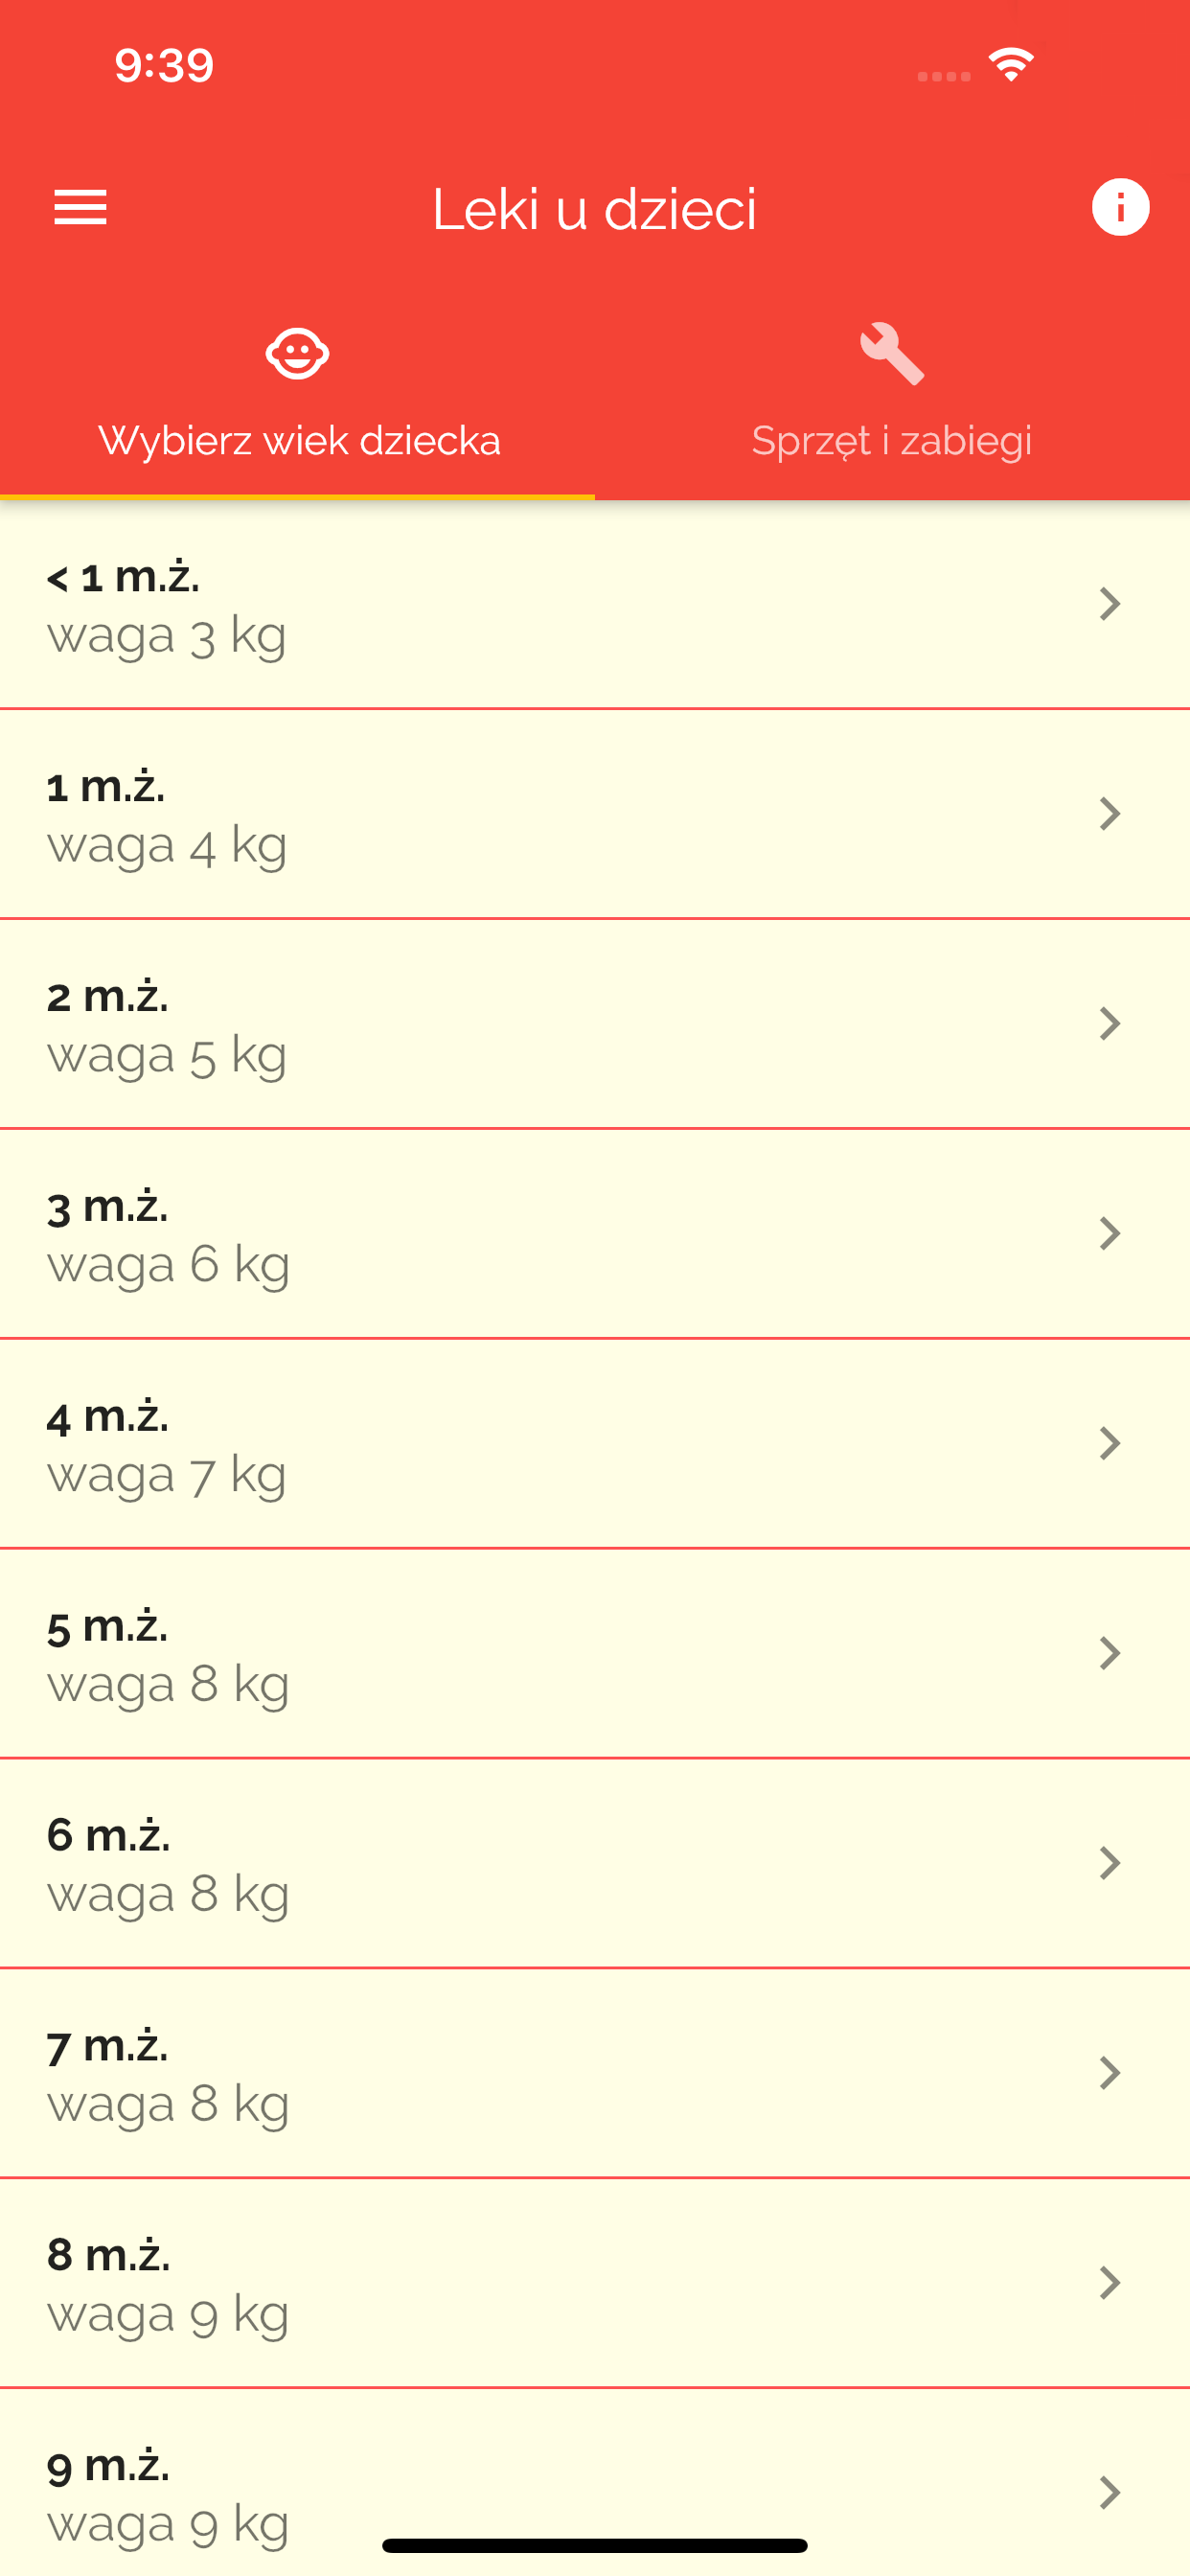 9:39
Leki u dzieci
Wybierz wiek dziecka
Sprzęt i zabiegi
< 1 m.ż.
waga 3 kg
1 m.ż.
waga 4 kg
2 m.ż.
waga 5 kg
3 m.ż.
waga 6 kg
4 m.ż.
waga 7 kg
5 m.ż.
waga 8 kg
6 m.ż.
waga 8 kg
7 m.ż.
waga 8 kg
8 m.ż.
waga 9 kg
9 m.ż.
waga 9 kg